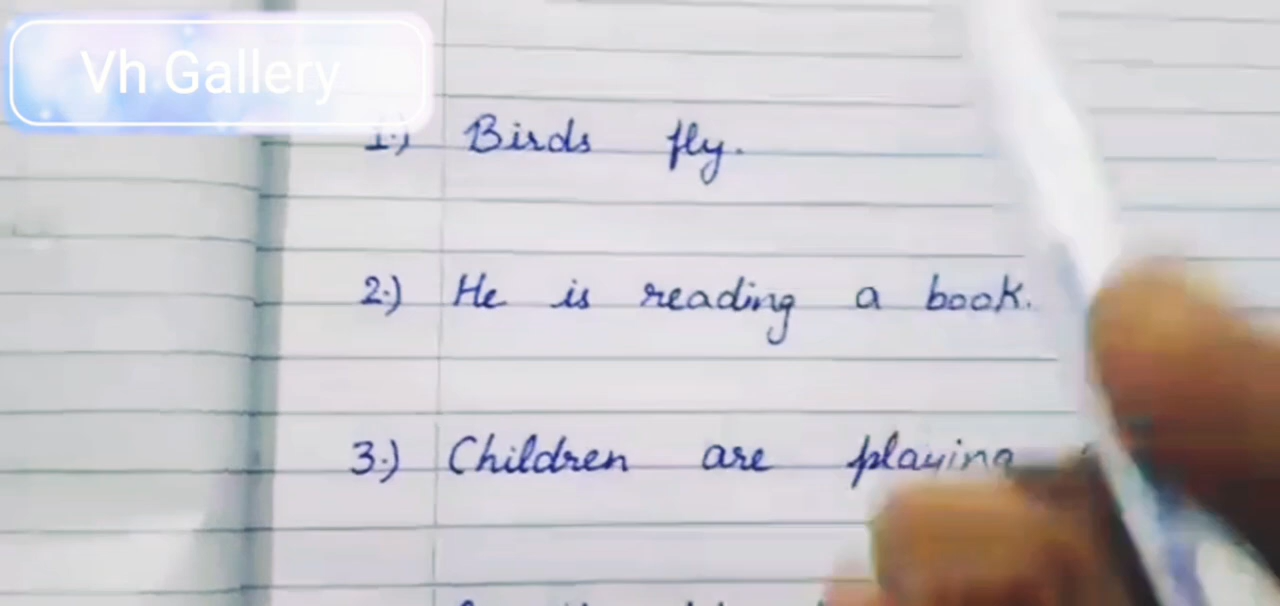 Vh Gallery
1.) Birds fly.
2.) He is reading a book.
3.) Children are playing